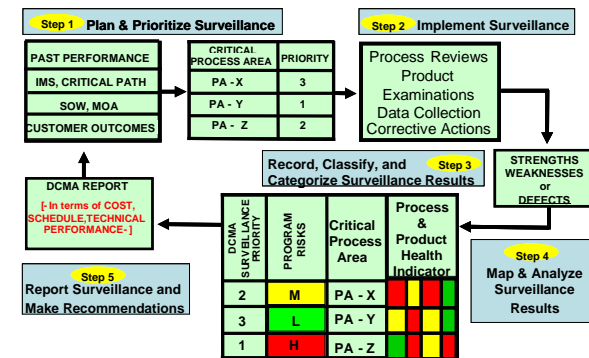 Step 1 Plan & Prioritize Surveillance
PAST PERFORMANCE
IMS, CRITICAL PATH
SOW, MOA
CUSTOMER OUTCOMES
CRITICAL
PROCESS AREA
PRIORITY
PA - X 3
PA - Y 1
PA - Z 2
Step 2 Implement Surveillance
Process Reviews
Product
Examinations
Data Collection
Corrective Actions
STRENGTHS
WEAKNESSES
or
DEFECTS
Record, Classify, and Step 3
Categorize Surveillance Results
DCMA
SURVEILLANCE
PRIORITY
PROGRAM
RISKS
Critical
Process
Area
Process
&
Product
Health
Indicator
2 M PA - X
3 L PA - Y
1 H PA - Z
Step 4
Map & Analyze
Surveillance
Results
DCMA REPORT
[- In terms of COST,
SCHEDULE,TECHNICAL
PERFORMANCE- ]
Step 5
Report Surveillance and
Make Recommendations